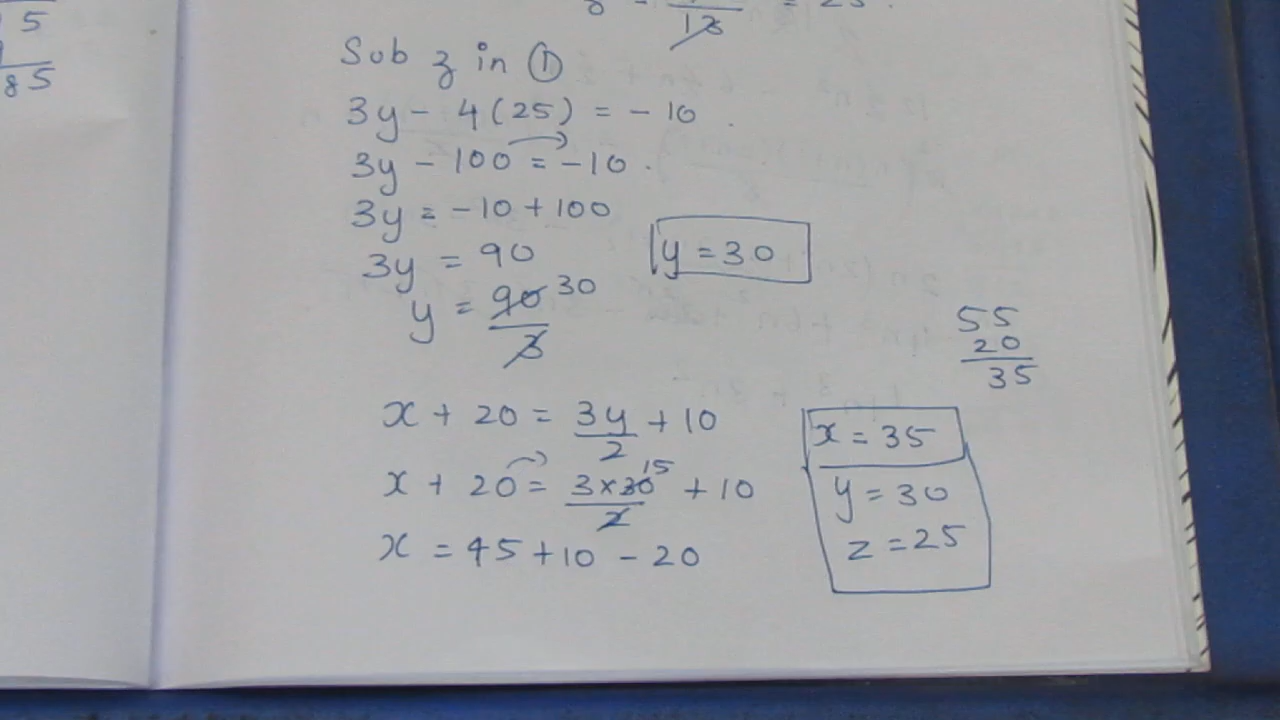 5
85
Sub z in ①
3y - 4(25) = -10
3y - 100 = -10.
3y = -10 + 100
3y = 90
y = 30
y = 90/3 30
55
20
35
x + 20 = 3y/2 + 10
x + 20 = 3×30/2 15 + 10
x = 45 + 10 - 20
x = 35
y = 30
z = 25